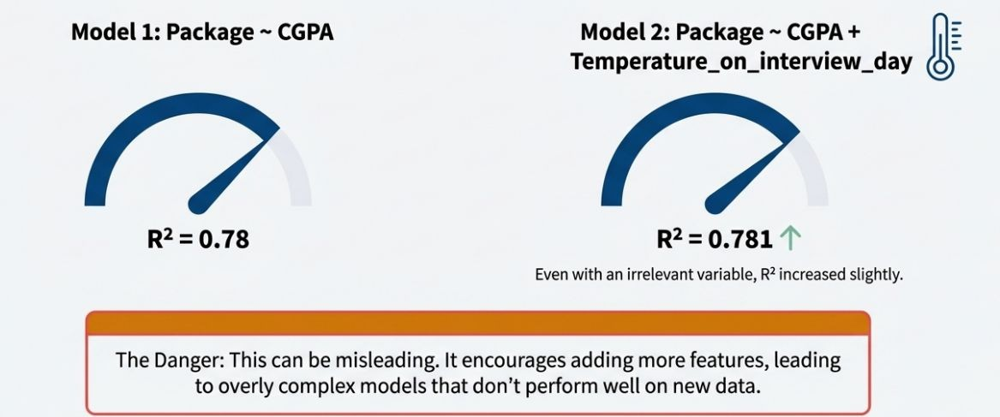 Model 1: Package ~ CGPA
R² = 0.78
Model 2: Package ~ CGPA +
Temperature_on_interview_day
R² = 0.781 ↑
Even with an irrelevant variable, R² increased slightly.
The Danger: This can be misleading. It encourages adding more features, leading
to overly complex models that don’t perform well on new data.